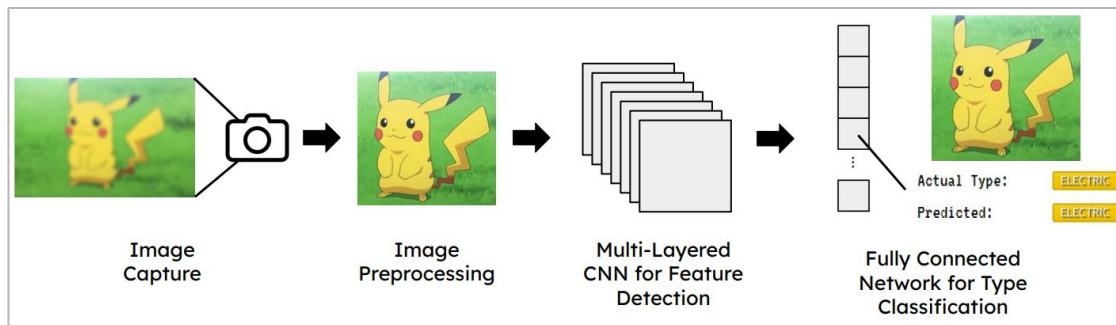 Actual Type:
ELECTRIC
Predicted:
ELECTRIC
Image
Capture
Image
Preprocessing
Multi-Layered
CNN for Feature
Detection
Fully Connected
Network for Type
Classification